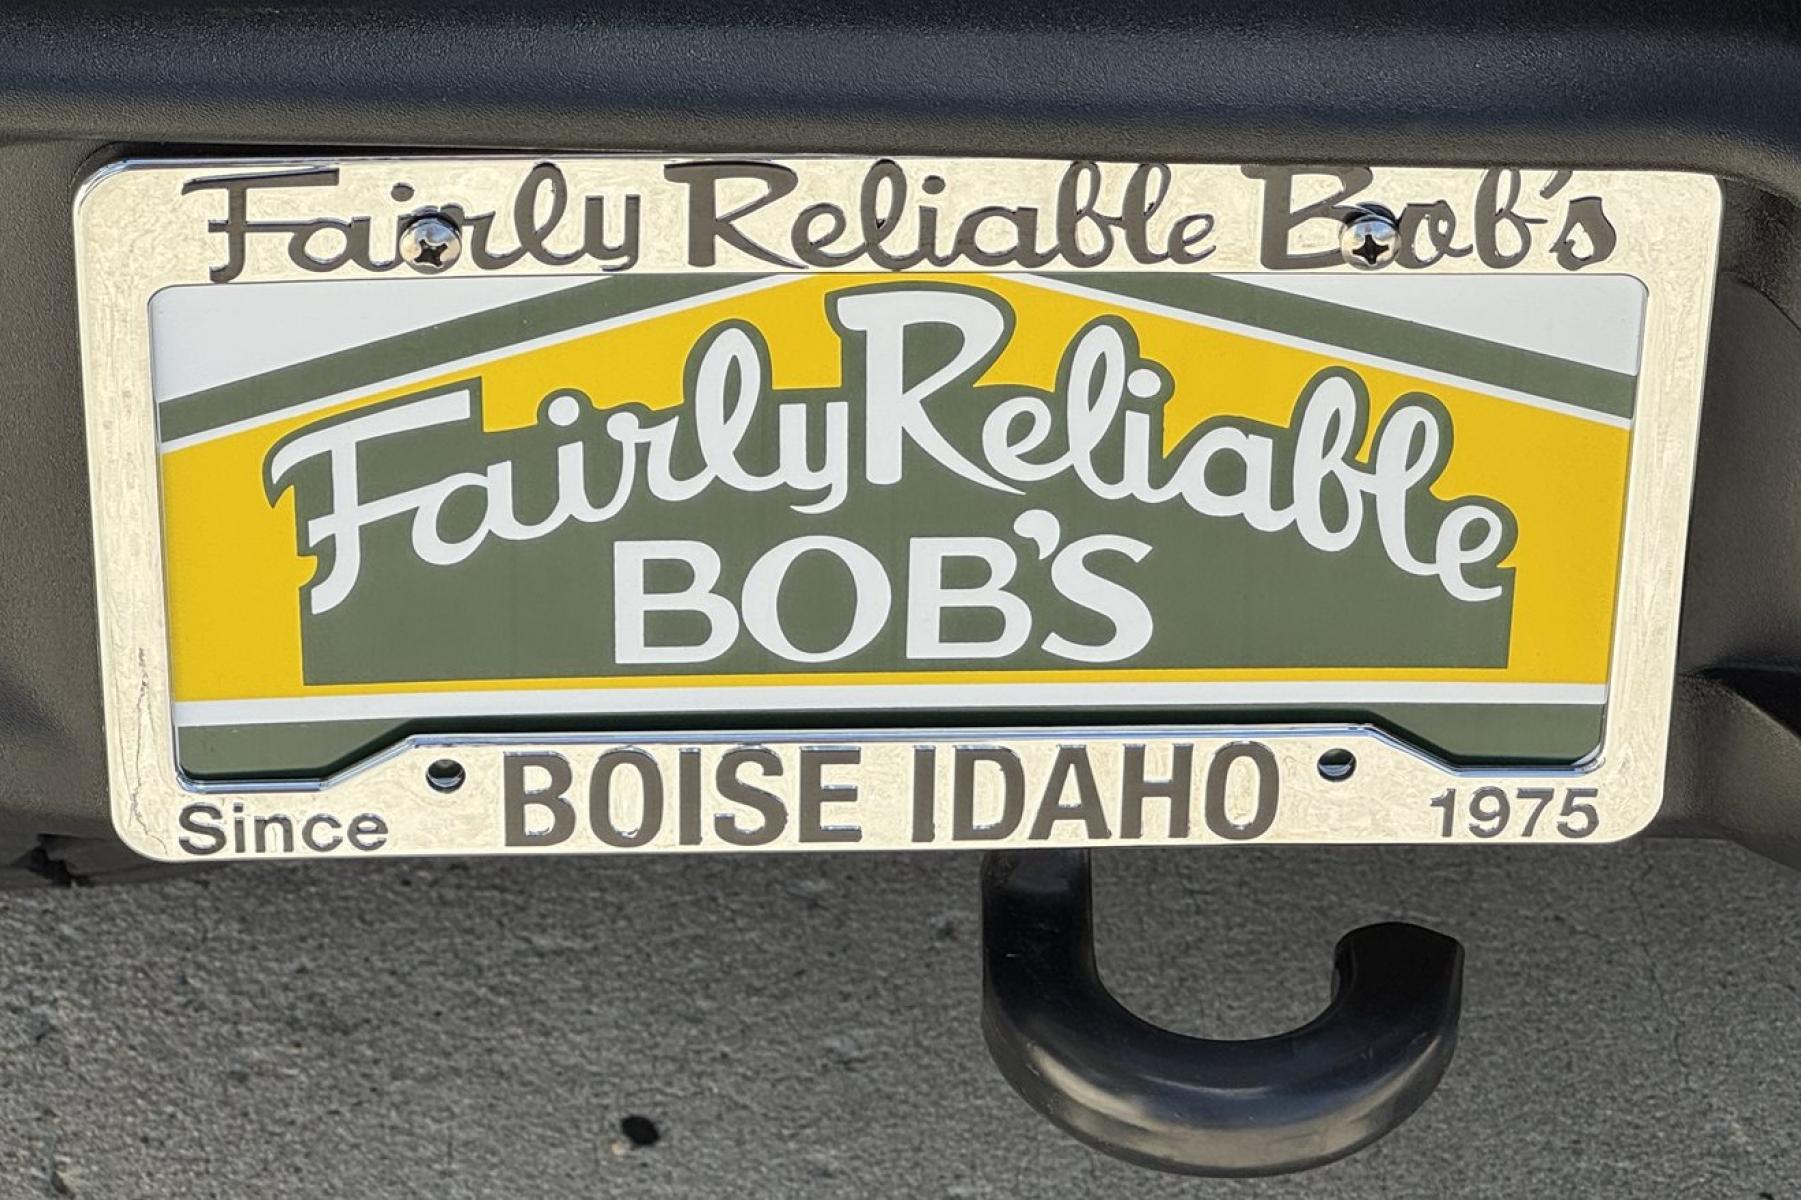 Fairly Reliable Bob's
Fairly Reliable
BOB'S
Since BOISE IDAHO 1975